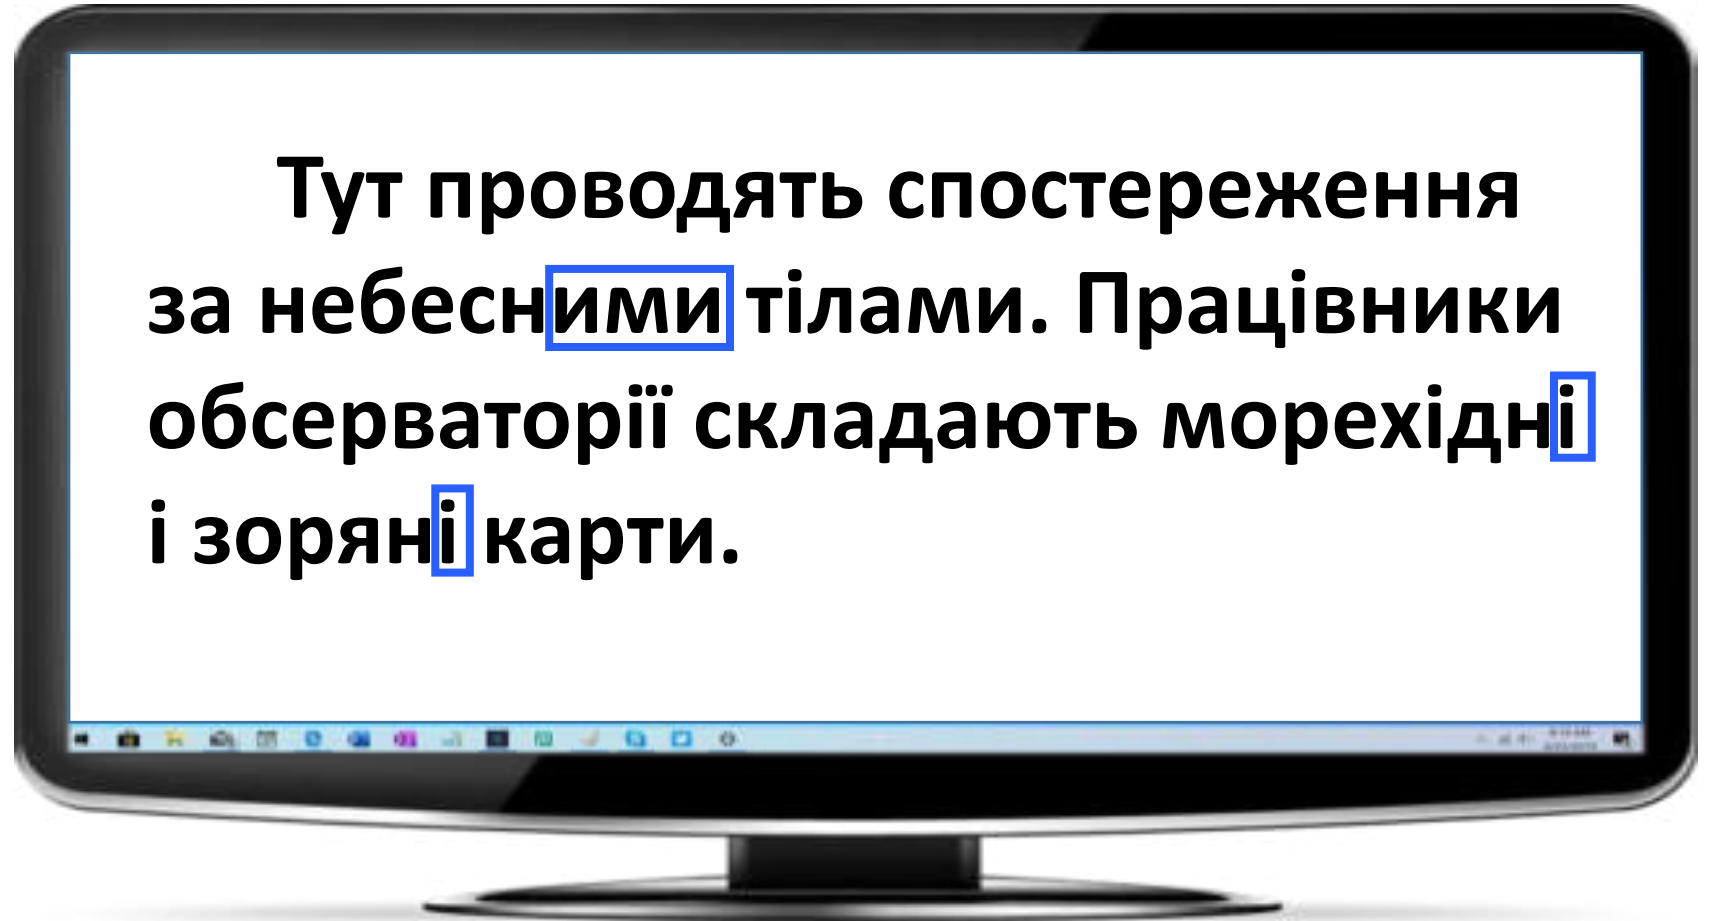 Тут проводять спостереження
за небесними тілами. Працівники
обсерваторії складають морехідні
і зоряні карти.